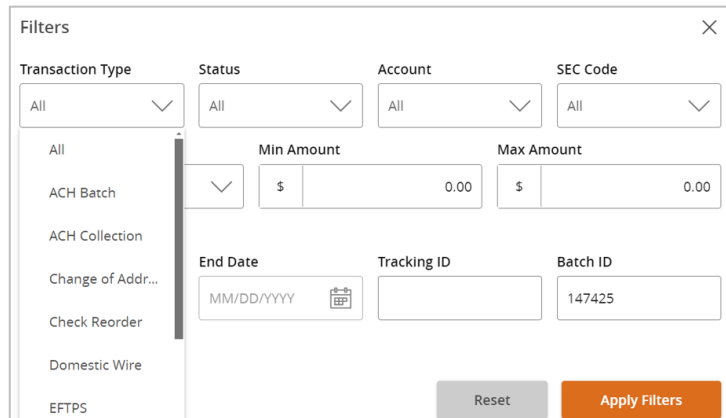 Filters
Transaction Type Status Account SEC Code
All All All All
All
Min Amount Max Amount
$ 0.00 $ 0.00
ACH Batch
ACH Collection
End Date Tracking ID Batch ID
Change of Addr...
MM/DD/YYYY 147425
Check Reorder
Domestic Wire
EFTPS
Reset Apply Filters